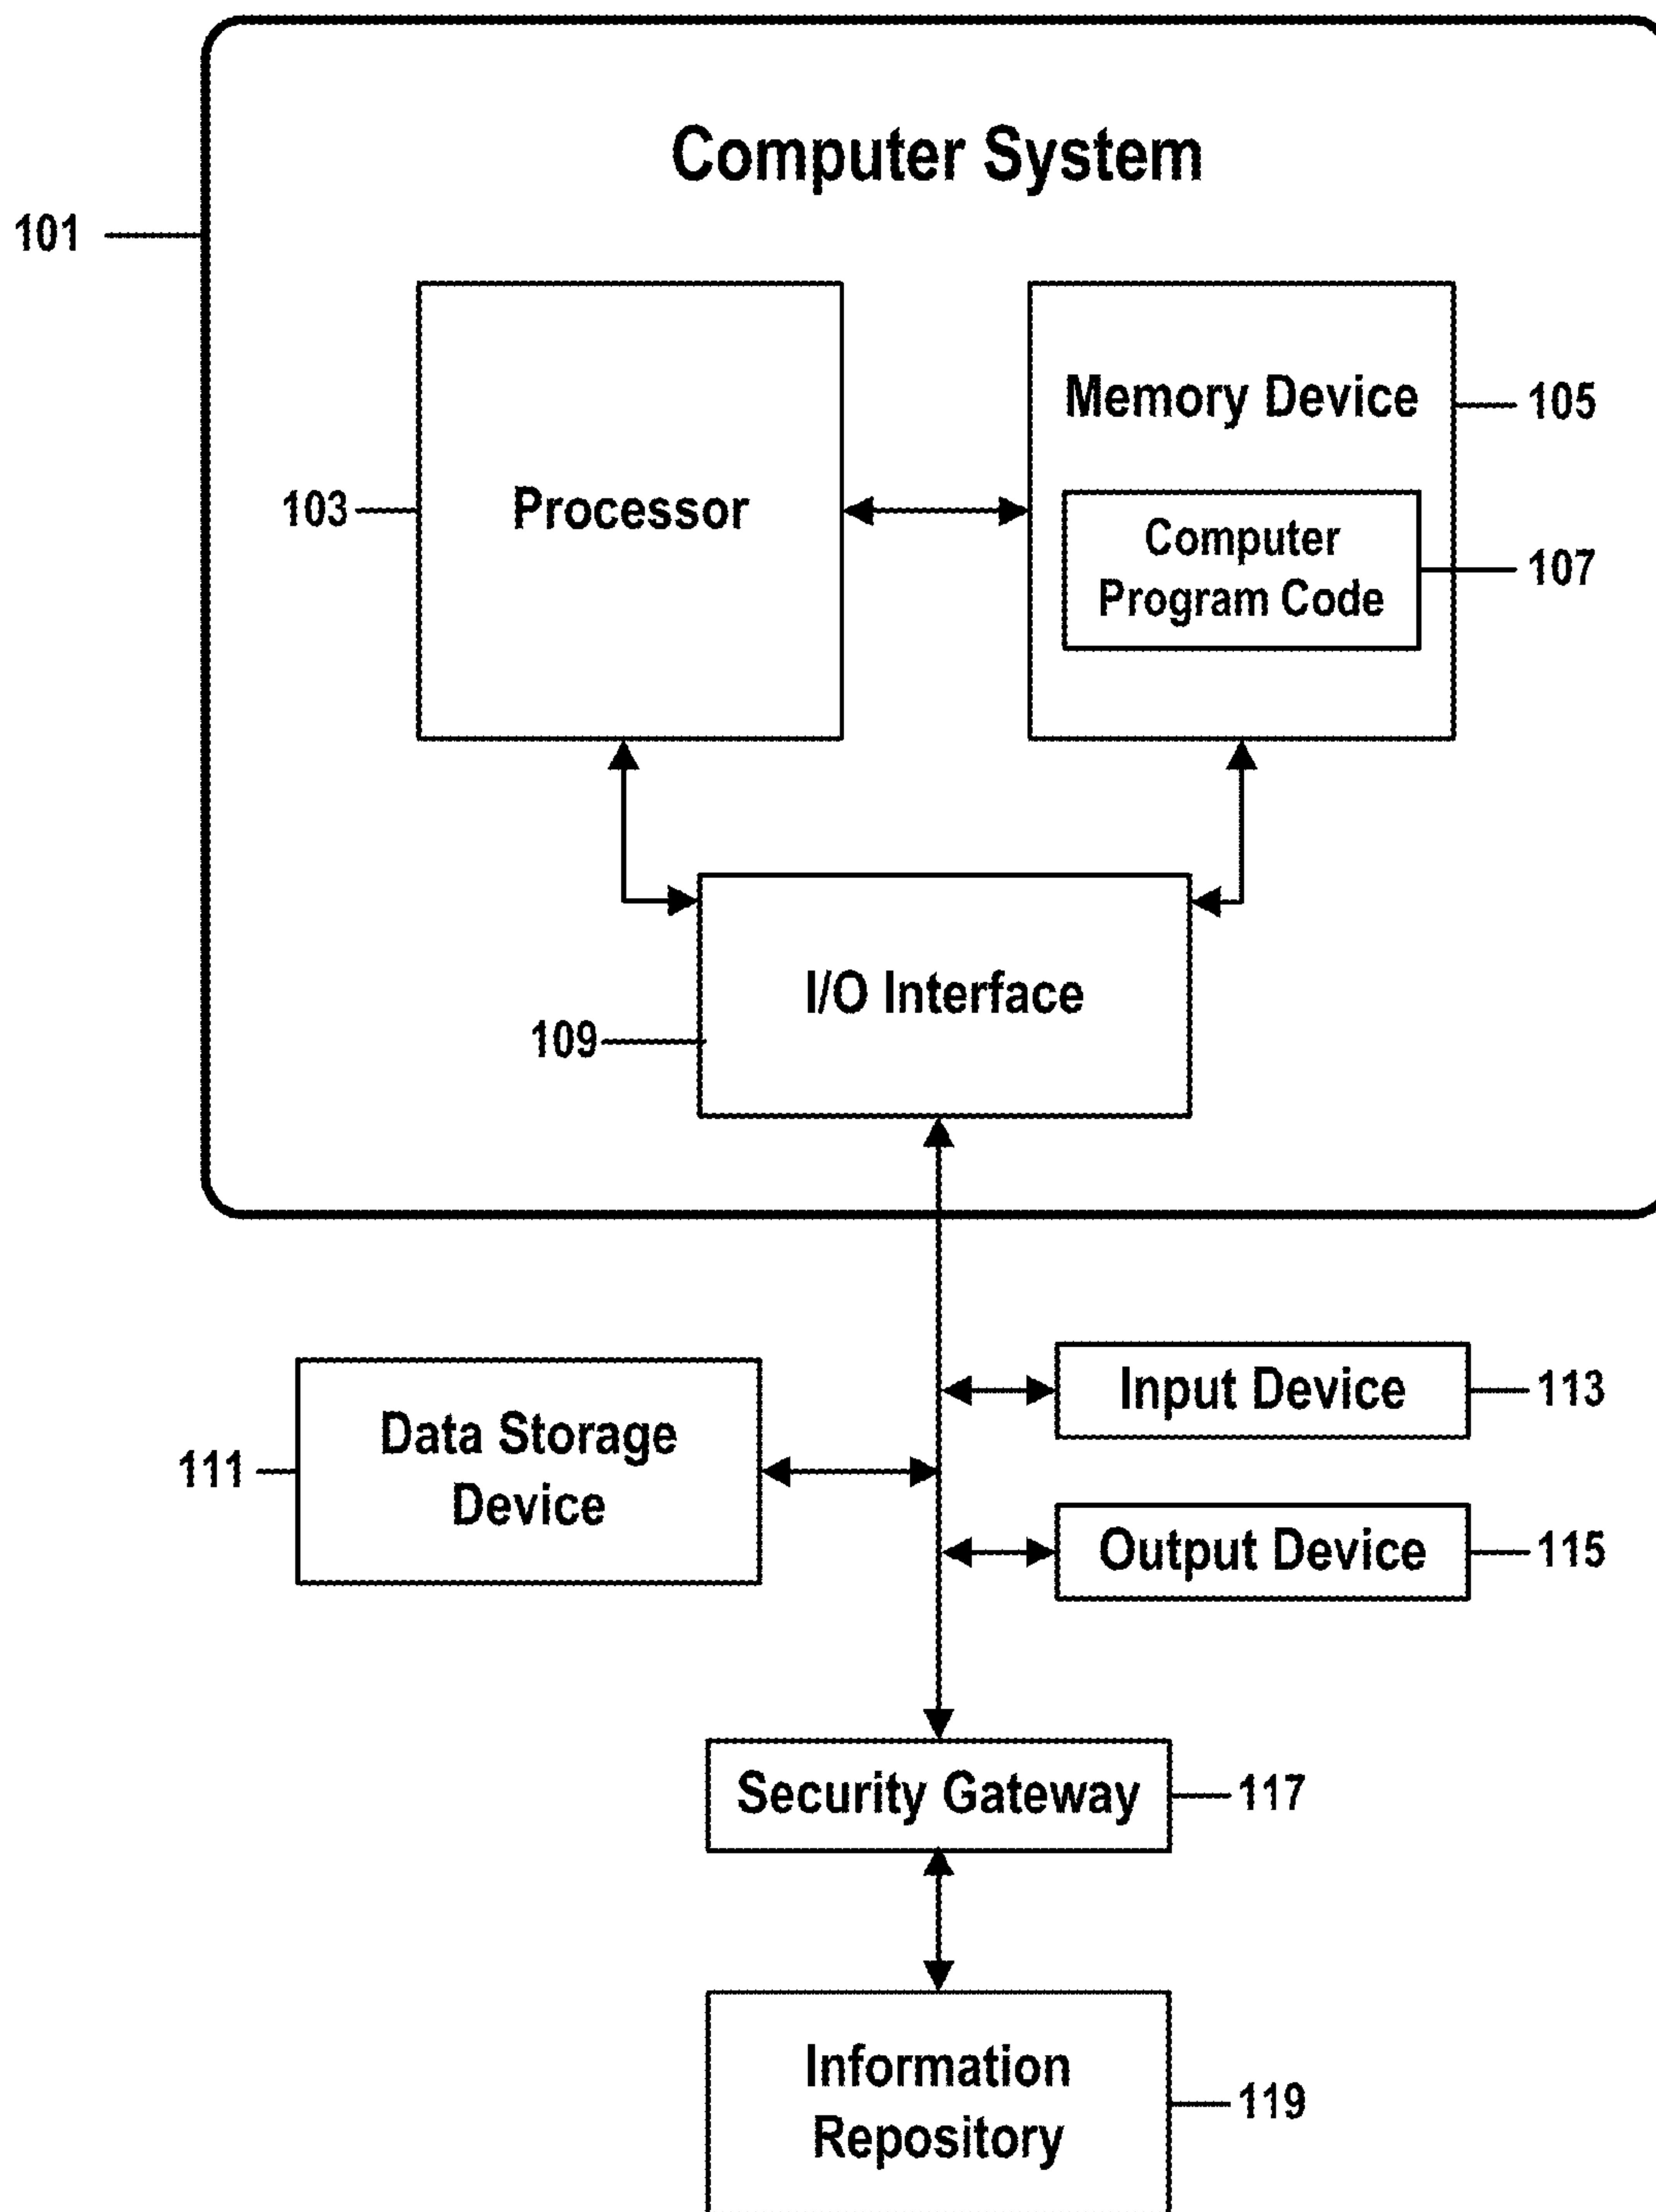 Computer System
101
Processor
103
Memory Device
105
Computer
Program Code
107
I/O Interface
109
Data Storage
Device
111
Input Device
113
Output Device
115
Security Gateway
117
Information
Repository
119